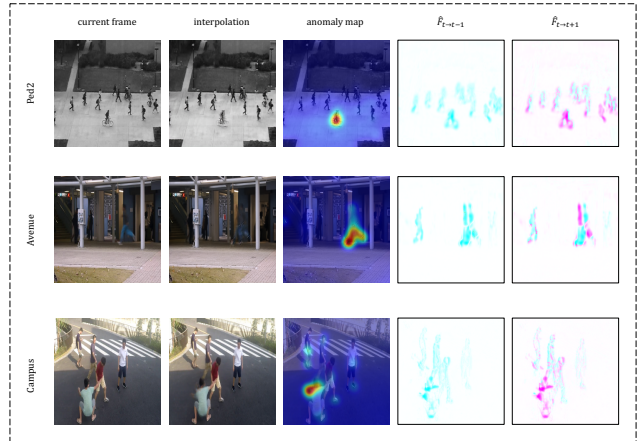 current frame interpolation anomaly map F̂ₜ→ₜ₋₁ F̂ₜ→ₜ₊₁
Ped2
Avenue
Campus